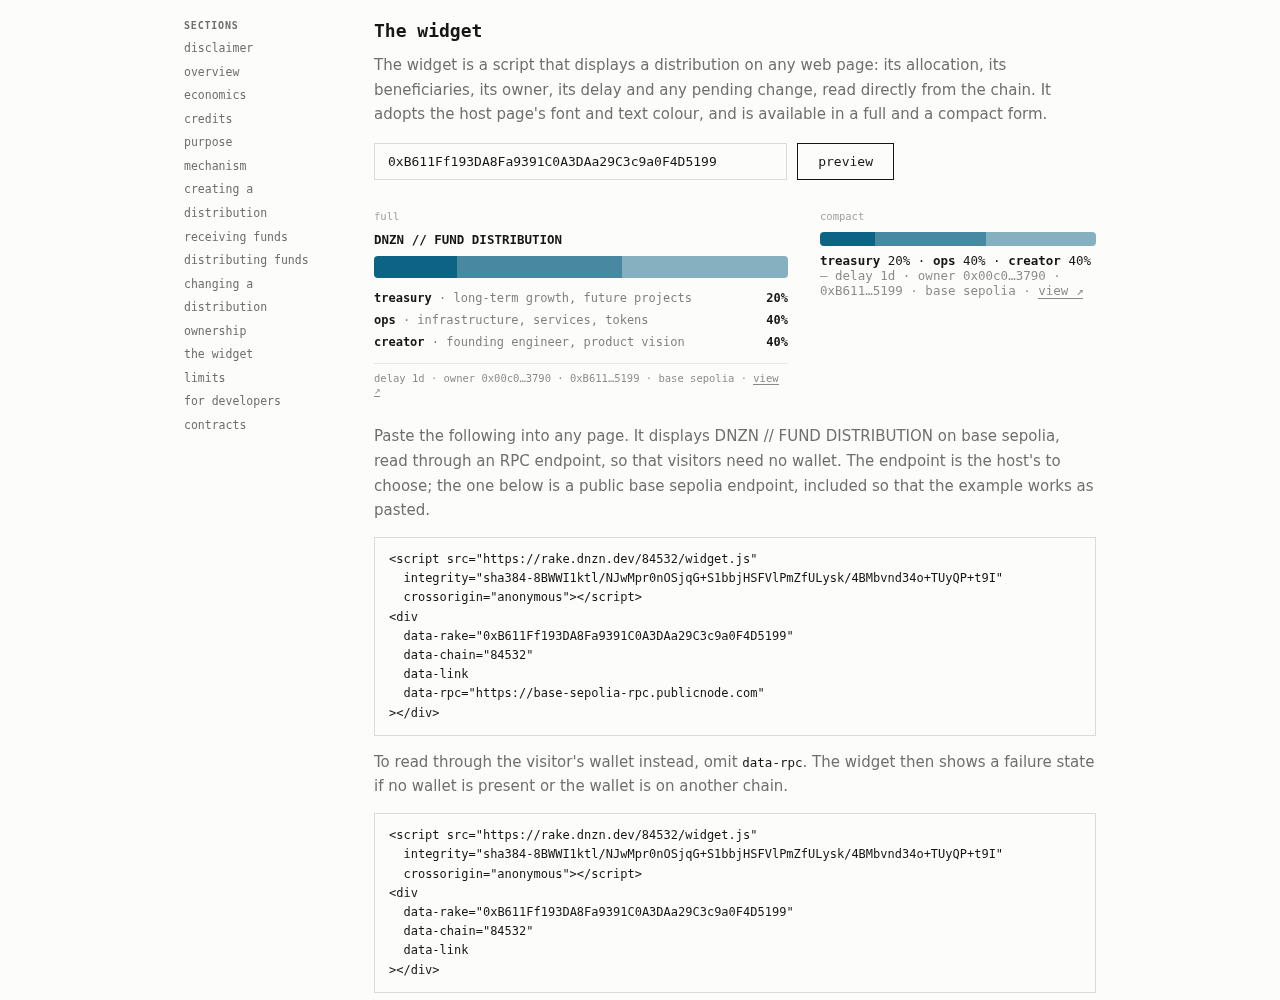 SECTIONS
disclaimer
overview
economics
credits
purpose
mechanism
creating a
distribution
receiving funds
distributing funds
changing a
distribution
ownership
the widget
limits
for developers
contracts
The widget
The widget is a script that displays a distribution on any web page: its allocation, its
beneficiaries, its owner, its delay and any pending change, read directly from the chain. It
adopts the host page's font and text colour, and is available in a full and a compact form.
0xB611Ff193DA8Fa9391C0A3DAa29C3c9a0F4D5199
preview
full
DNZN // FUND DISTRIBUTION
treasury · long-term growth, future projects 20%
ops · infrastructure, services, tokens 40%
creator · founding engineer, product vision 40%
delay 1d · owner 0x00c0…3790 · 0xB611…5199 · base sepolia · view
↗
compact
treasury 20% · ops 40% · creator 40%
— delay 1d · owner 0x00c0…3790 ·
0xB611…5199 · base sepolia · view ↗
Paste the following into any page. It displays DNZN // FUND DISTRIBUTION on base sepolia,
read through an RPC endpoint, so that visitors need no wallet. The endpoint is the host's to
choose; the one below is a public base sepolia endpoint, included so that the example works as
pasted.
<script src="https://rake.dnzn.dev/84532/widget.js"
  integrity="sha384-8BWWI1ktl/NJwMpr0nOSjqG+S1bbjHSFVlPmZfULysk/4BMbvnd34o+TUyQP+t9I"
  crossorigin="anonymous"></script>
<div
  data-rake="0xB611Ff193DA8Fa9391C0A3DAa29C3c9a0F4D5199"
  data-chain="84532"
  data-link
  data-rpc="https://base-sepolia-rpc.publicnode.com"
></div>
To read through the visitor's wallet instead, omit data-rpc. The widget then shows a failure state
if no wallet is present or the wallet is on another chain.
<script src="https://rake.dnzn.dev/84532/widget.js"
  integrity="sha384-8BWWI1ktl/NJwMpr0nOSjqG+S1bbjHSFVlPmZfULysk/4BMbvnd34o+TUyQP+t9I"
  crossorigin="anonymous"></script>
<div
  data-rake="0xB611Ff193DA8Fa9391C0A3DAa29C3c9a0F4D5199"
  data-chain="84532"
  data-link
></div>